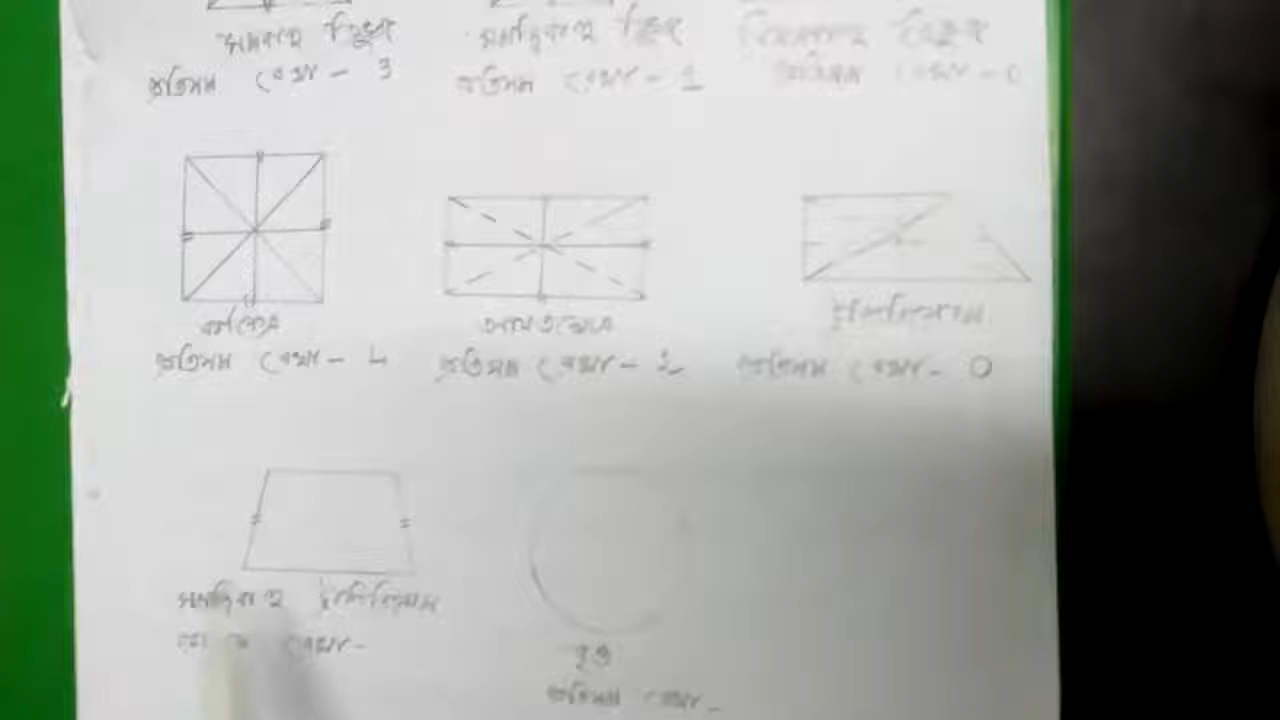 সমবাহু ত্রিভুজ
সমদ্বিবাহু ত্রিভুজ
বিষমবাহু ত্রিভুজ
প্রতিসম রেখা - 3
প্রতিসম রেখা - 1
প্রতিসম রেখা - 0
বর্গক্ষেত্র
আয়তক্ষেত্র
ট্রাপিজিয়াম
প্রতিসম রেখা - 4
প্রতিসম রেখা - 2
প্রতিসম রেখা - 0
সমদ্বিবাহু ট্রাপিজিয়াম
রেখা -
বৃত্ত
প্রতিসম রেখা -